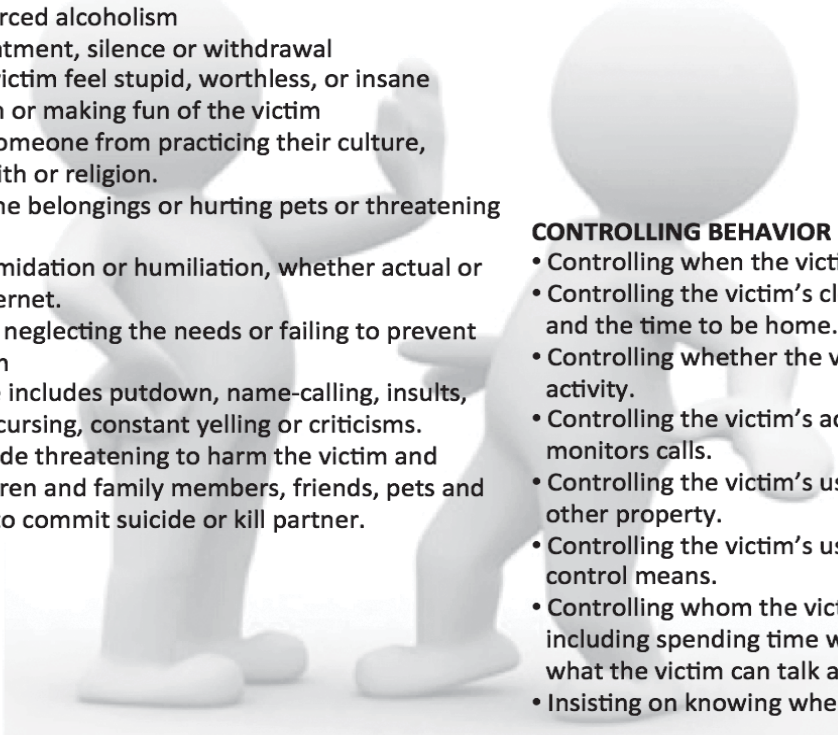 rced alcoholism
tment, silence or withdrawal
ictim feel stupid, worthless, or insane
or making fun of the victim
omeone from practicing their culture,
ith or religion.
ne belongings or hurting pets or threatening
midation or humiliation, whether actual or
ernet.
neglecting the needs or failing to prevent
includes putdown, name-calling, insults,
cursing, constant yelling or criticisms.
de threatening to harm the victim and
ren and family members, friends, pets and
to commit suicide or kill partner.
CONTROLLING BEHAVIOR
• Controlling when the victi
• Controlling the victim's cl
and the time to be home.
• Controlling whether the v
activity.
• Controlling the victim's ac
monitors calls.
• Controlling the victim's us
other property.
• Controlling the victim's us
control means.
• Controlling whom the vict
including spending time w
what the victim can talk a
• Insisting on knowing whe